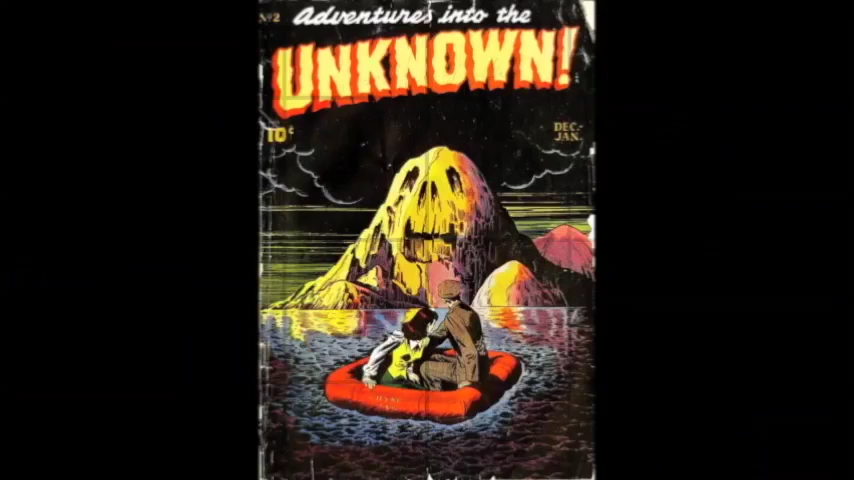 Nº2
Adventures into the
UNKNOWN!
10¢
DEC.-
JAN.